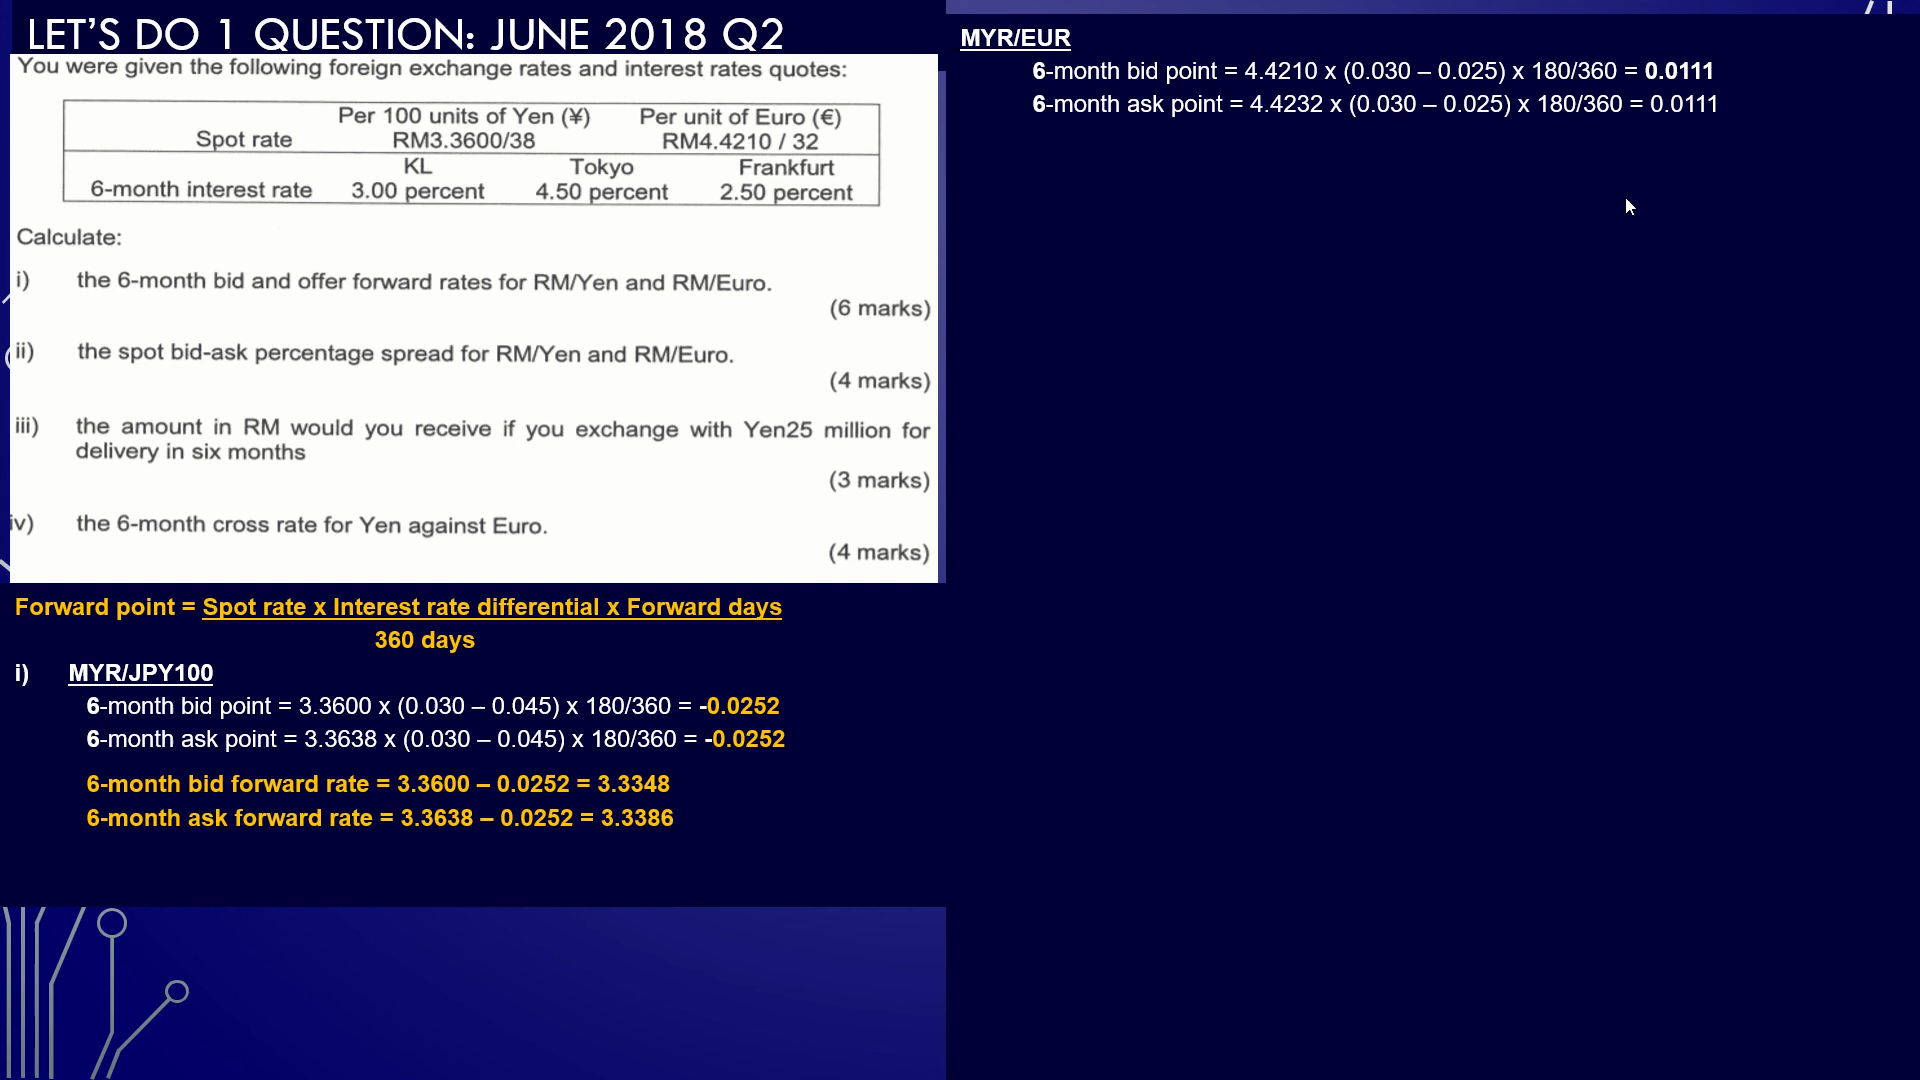 LET'S DO 1 QUESTION: JUNE 2018 Q2
You were given the following foreign exchange rates and interest rates quotes:
Per 100 units of Yen (¥) Per unit of Euro (€)
Spot rate RM3.3600/38 RM4.4210 / 32
KL Tokyo Frankfurt
6-month interest rate 3.00 percent 4.50 percent 2.50 percent
Calculate:
i) the 6-month bid and offer forward rates for RM/Yen and RM/Euro.
(6 marks)
ii) the spot bid-ask percentage spread for RM/Yen and RM/Euro.
(4 marks)
iii) the amount in RM would you receive if you exchange with Yen25 million for
delivery in six months
(3 marks)
iv) the 6-month cross rate for Yen against Euro.
(4 marks)
Forward point = Spot rate x Interest rate differential x Forward days
360 days
i) MYR/JPY100
6-month bid point = 3.3600 x (0.030 – 0.045) x 180/360 = -0.0252
6-month ask point = 3.3638 x (0.030 – 0.045) x 180/360 = -0.0252
6-month bid forward rate = 3.3600 – 0.0252 = 3.3348
6-month ask forward rate = 3.3638 – 0.0252 = 3.3386
MYR/EUR
6-month bid point = 4.4210 x (0.030 – 0.025) x 180/360 = 0.0111
6-month ask point = 4.4232 x (0.030 – 0.025) x 180/360 = 0.0111